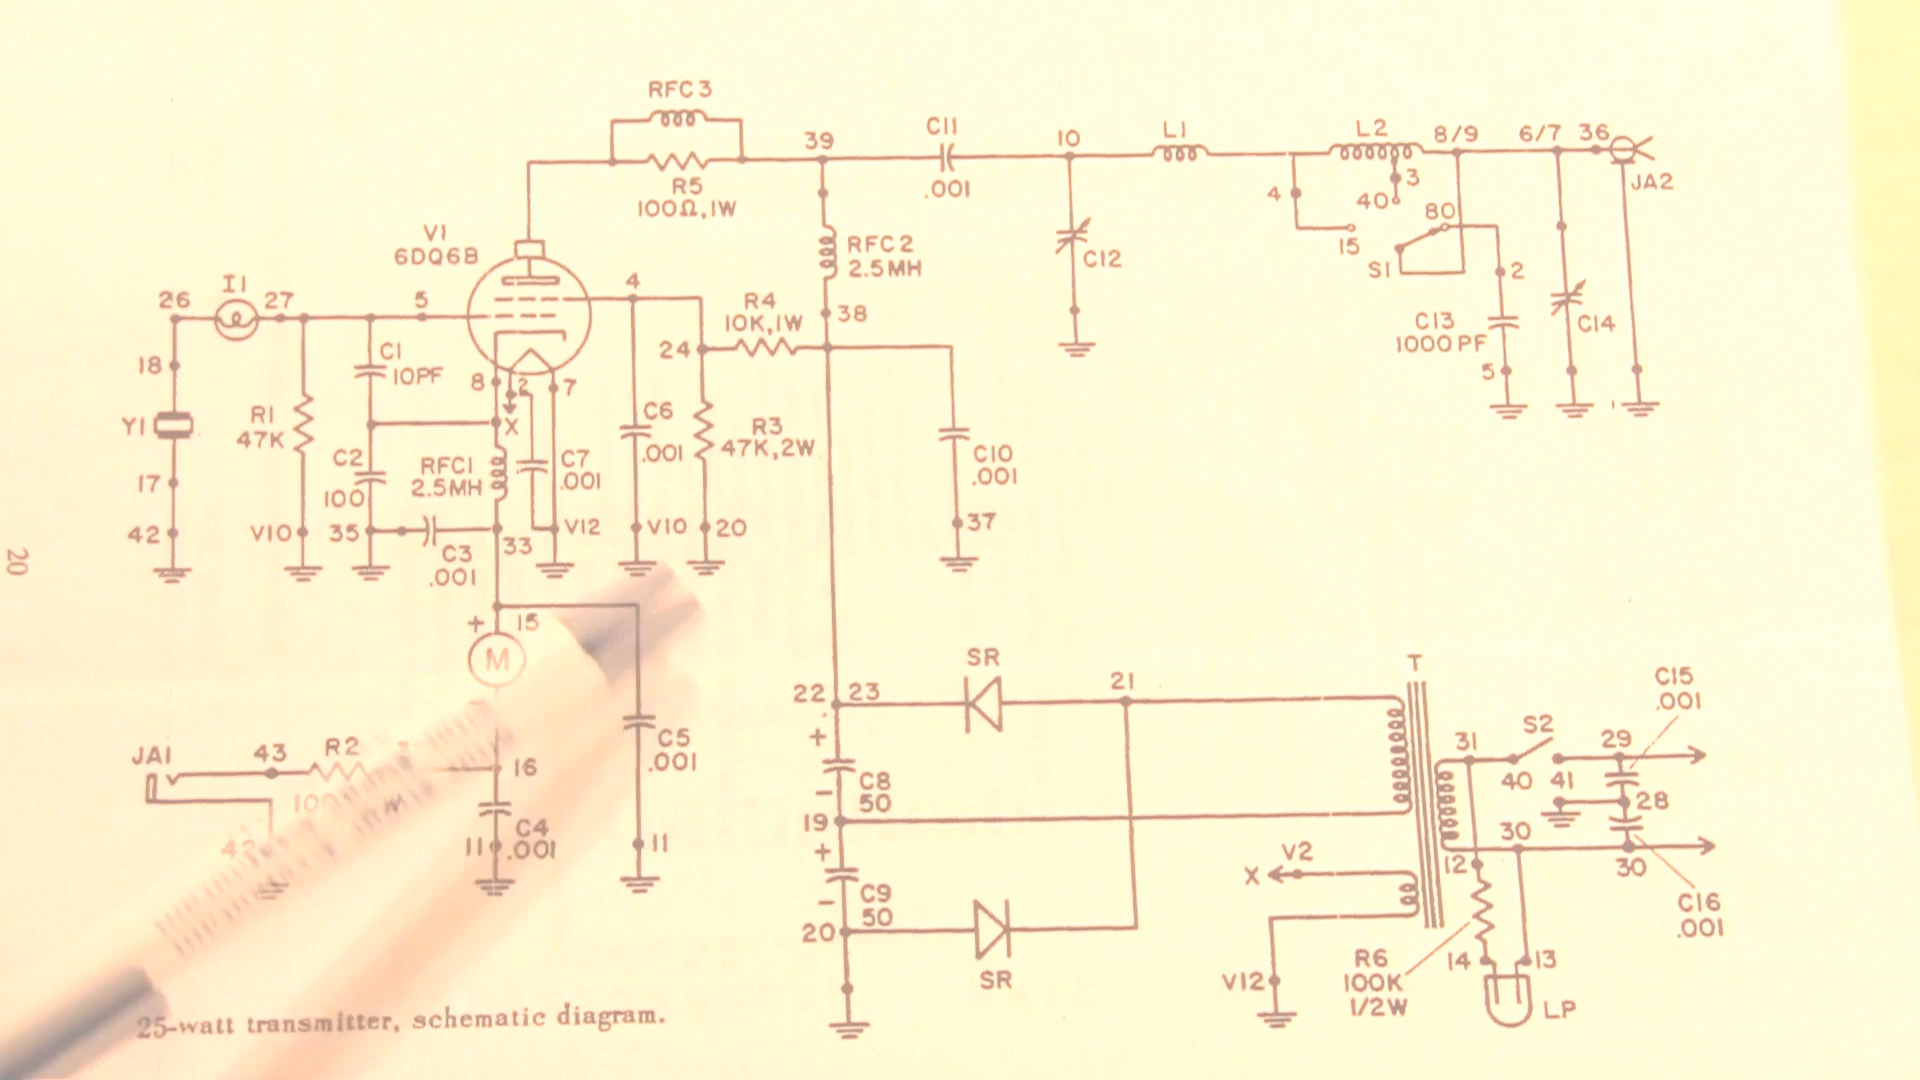 RFC 3
R5
100Ω,1W
39
C11
.001
10
L1
L2
8/9
6/7
36
JA2
3
40
4
15
80
S1
2
C12
C13
1000 PF
5
C14
V1
6DQ6B
RFC 2
2.5MH
38
26
I1
27
5
4
R4
10K,1W
24
18
C1
10PF
8
2
7
X
Y1
R1
47K
C2
100
RFC1
2.5MH
C7
.001
C6
.001
R3
47K,2W
C10
.001
17
42
V10
35
C3
.001
33
V12
V10
20
37
20
+
15
M
JA1
43
R2
16
C4
.001
11
C5
.001
11
22
23
SR
21
T
+
C8
50
−
19
+
C9
50
−
20
SR
X
V2
V12
31
S2
40
41
29
C15
.001
28
30
12
30
C16
.001
R6
100K
1/2W
14
13
LP
25-watt transmitter, schematic diagram.